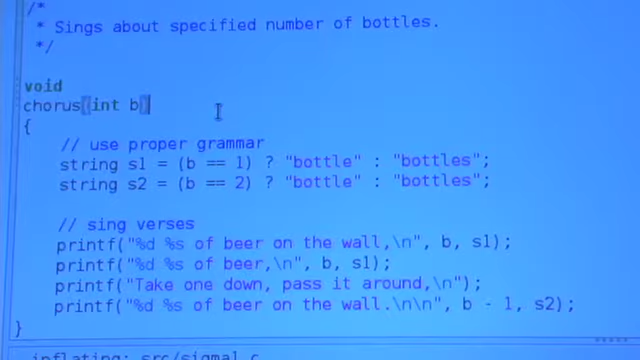 /*
* Sings about specified number of bottles.
*/
void
chorus(int b)
{
// use proper grammar
string s1 = (b == 1) ? "bottle" : "bottles";
string s2 = (b == 2) ? "bottle" : "bottles";
// sing verses
printf("%d %s of beer on the wall,\n", b, s1);
printf("%d %s of beer,\n", b, s1);
printf("Take one down, pass it around,\n");
printf("%d %s of beer on the wall.\n\n", b - 1, s2);
}
inflating: src/sigma1.c